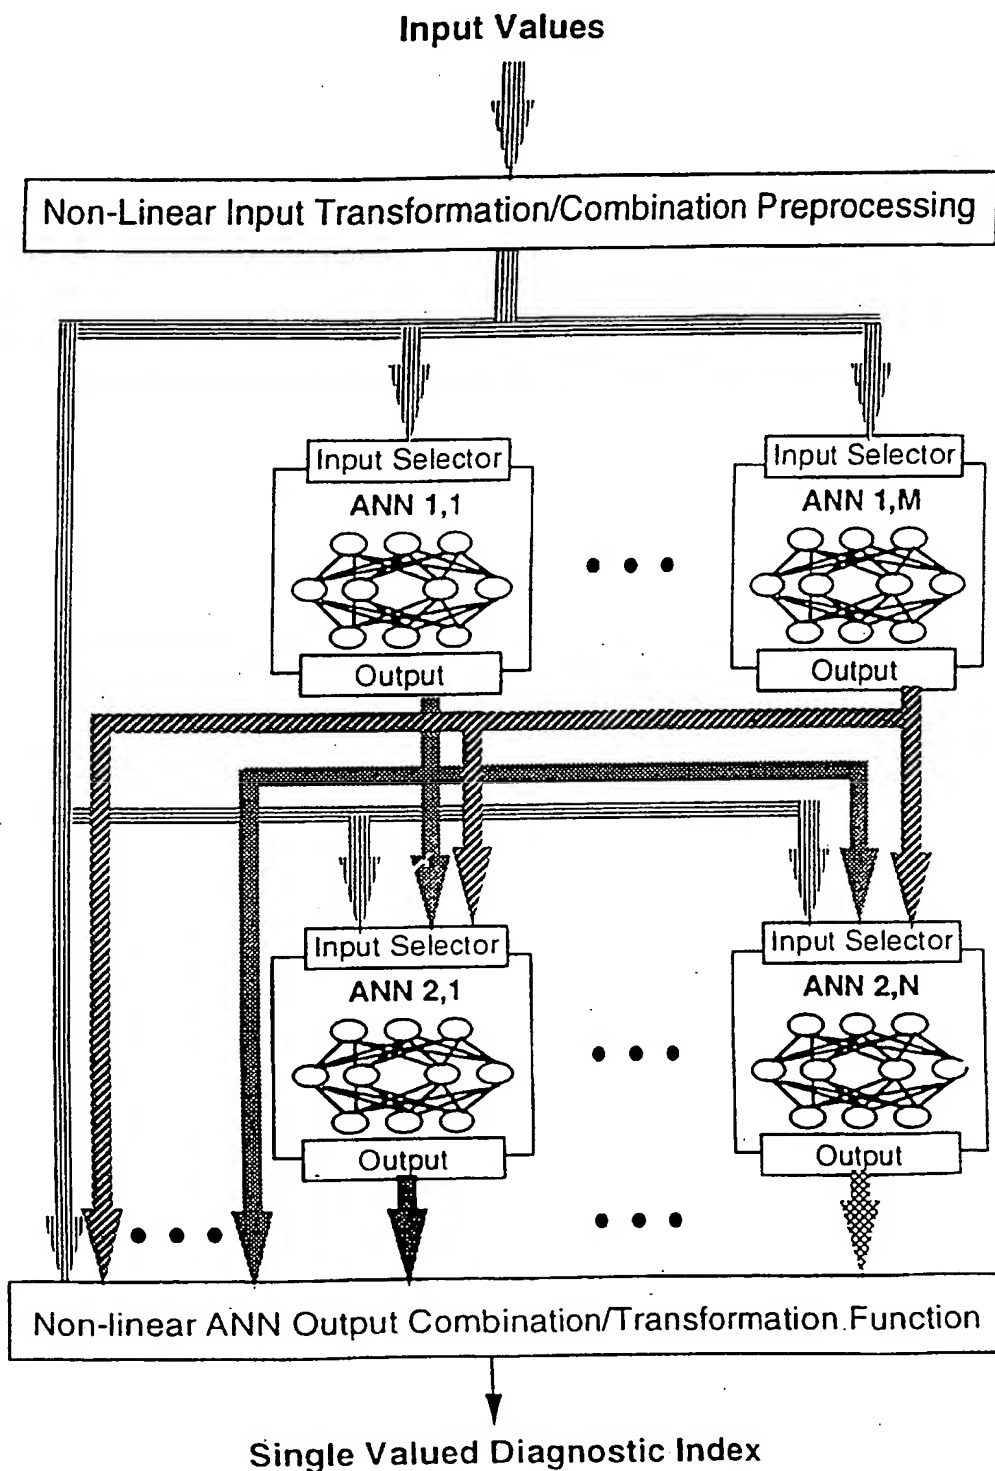 Input Values
Non-Linear Input Transformation/Combination Preprocessing
Input Selector
ANN 1,1
Output
Input Selector
ANN 1,M
Output
Input Selector
ANN 2,1
Output
Input Selector
ANN 2,N
Output
Non-linear ANN Output Combination/Transformation Function
Single Valued Diagnostic Index